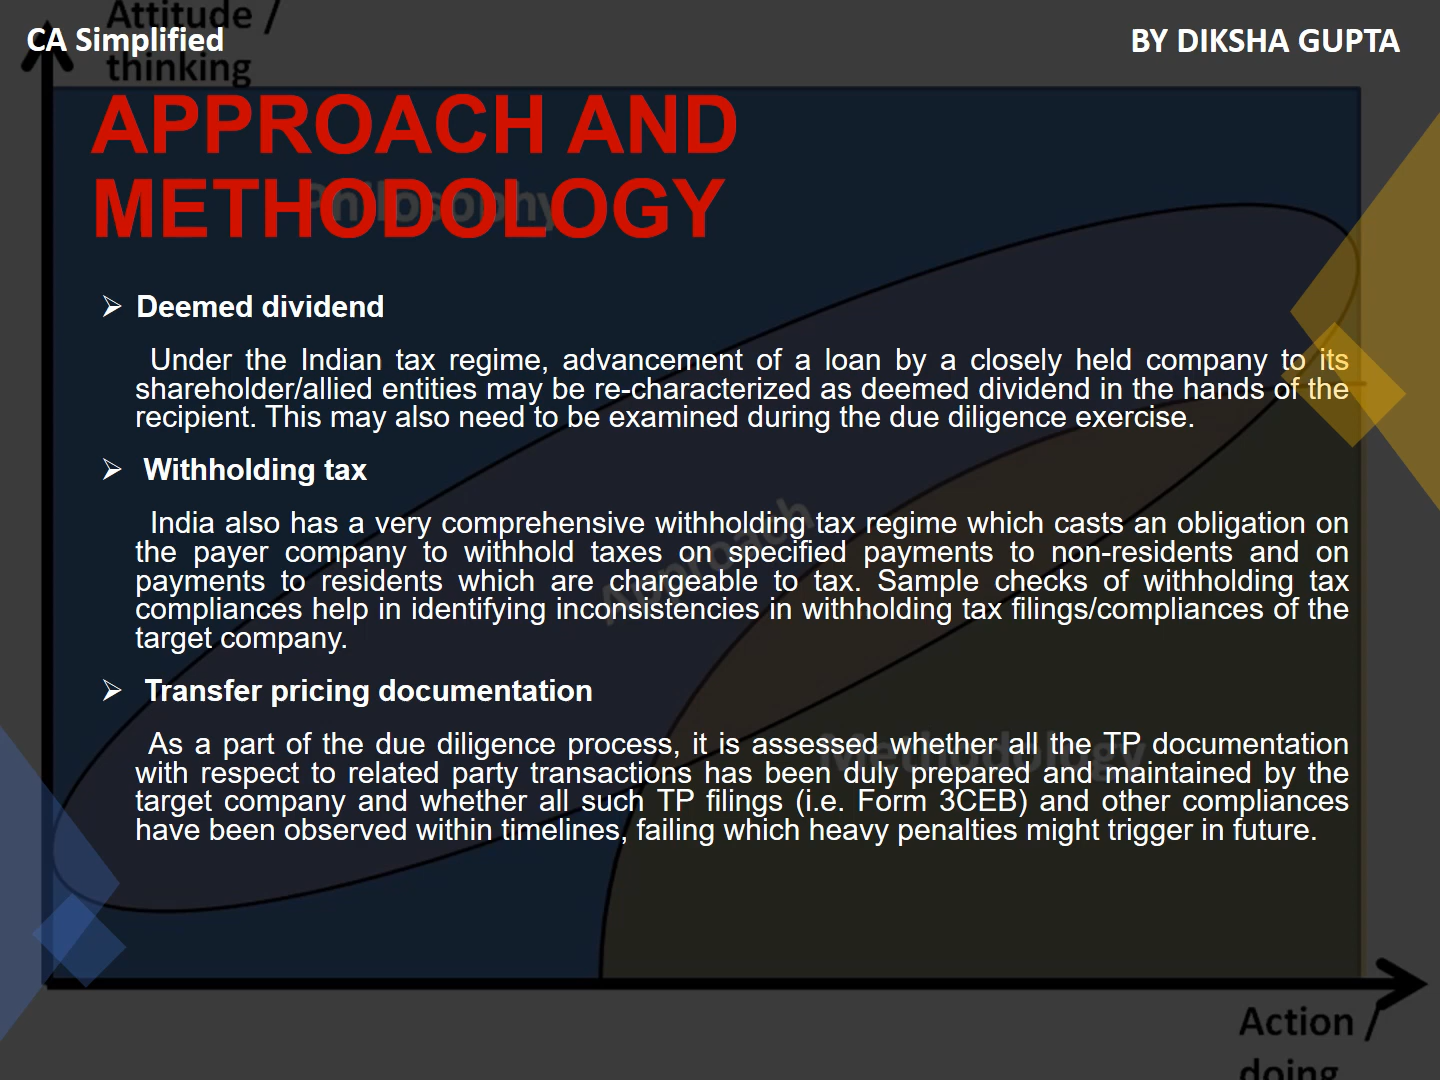 Attitude /
CA Simplified
BY DIKSHA GUPTA
thinking
APPROACH AND
METHODOLOGY
Philosophy
➢ Deemed dividend
Under the Indian tax regime, advancement of a loan by a closely held company to its
shareholder/allied entities may be re-characterized as deemed dividend in the hands of the
recipient. This may also need to be examined during the due diligence exercise.
➢ Withholding tax
India also has a very comprehensive withholding tax regime which casts an obligation on
the payer company to withhold taxes on specified payments to non-residents and on
payments to residents which are chargeable to tax. Sample checks of withholding tax
compliances help in identifying inconsistencies in withholding tax filings/compliances of the
target company.
Approach
➢ Transfer pricing documentation
As a part of the due diligence process, it is assessed whether all the TP documentation
with respect to related party transactions has been duly prepared and maintained by the
target company and whether all such TP filings (i.e. Form 3CEB) and other compliances
have been observed within timelines, failing which heavy penalties might trigger in future.
Methodology
Action /
doing